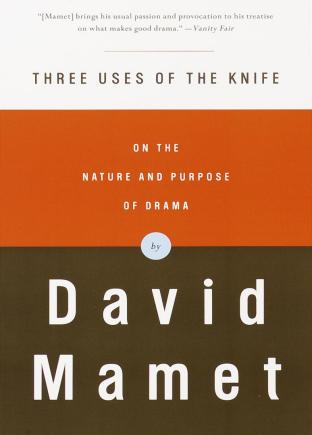 "[Mamet] brings his usual passion and provocation to his treatise
on what makes good drama." —Vanity Fair
THREE USES OF THE KNIFE
ON THE
NATURE AND PURPOSE
OF DRAMA
by
David
Mamet